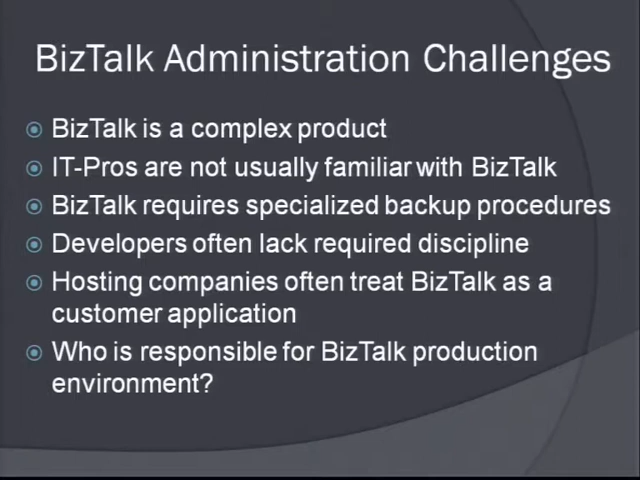 BizTalk Administration Challenges
BizTalk is a complex product
IT-Pros are not usually familiar with BizTalk
BizTalk requires specialized backup procedures
Developers often lack required discipline
Hosting companies often treat BizTalk as a
customer application
Who is responsible for BizTalk production
environment?